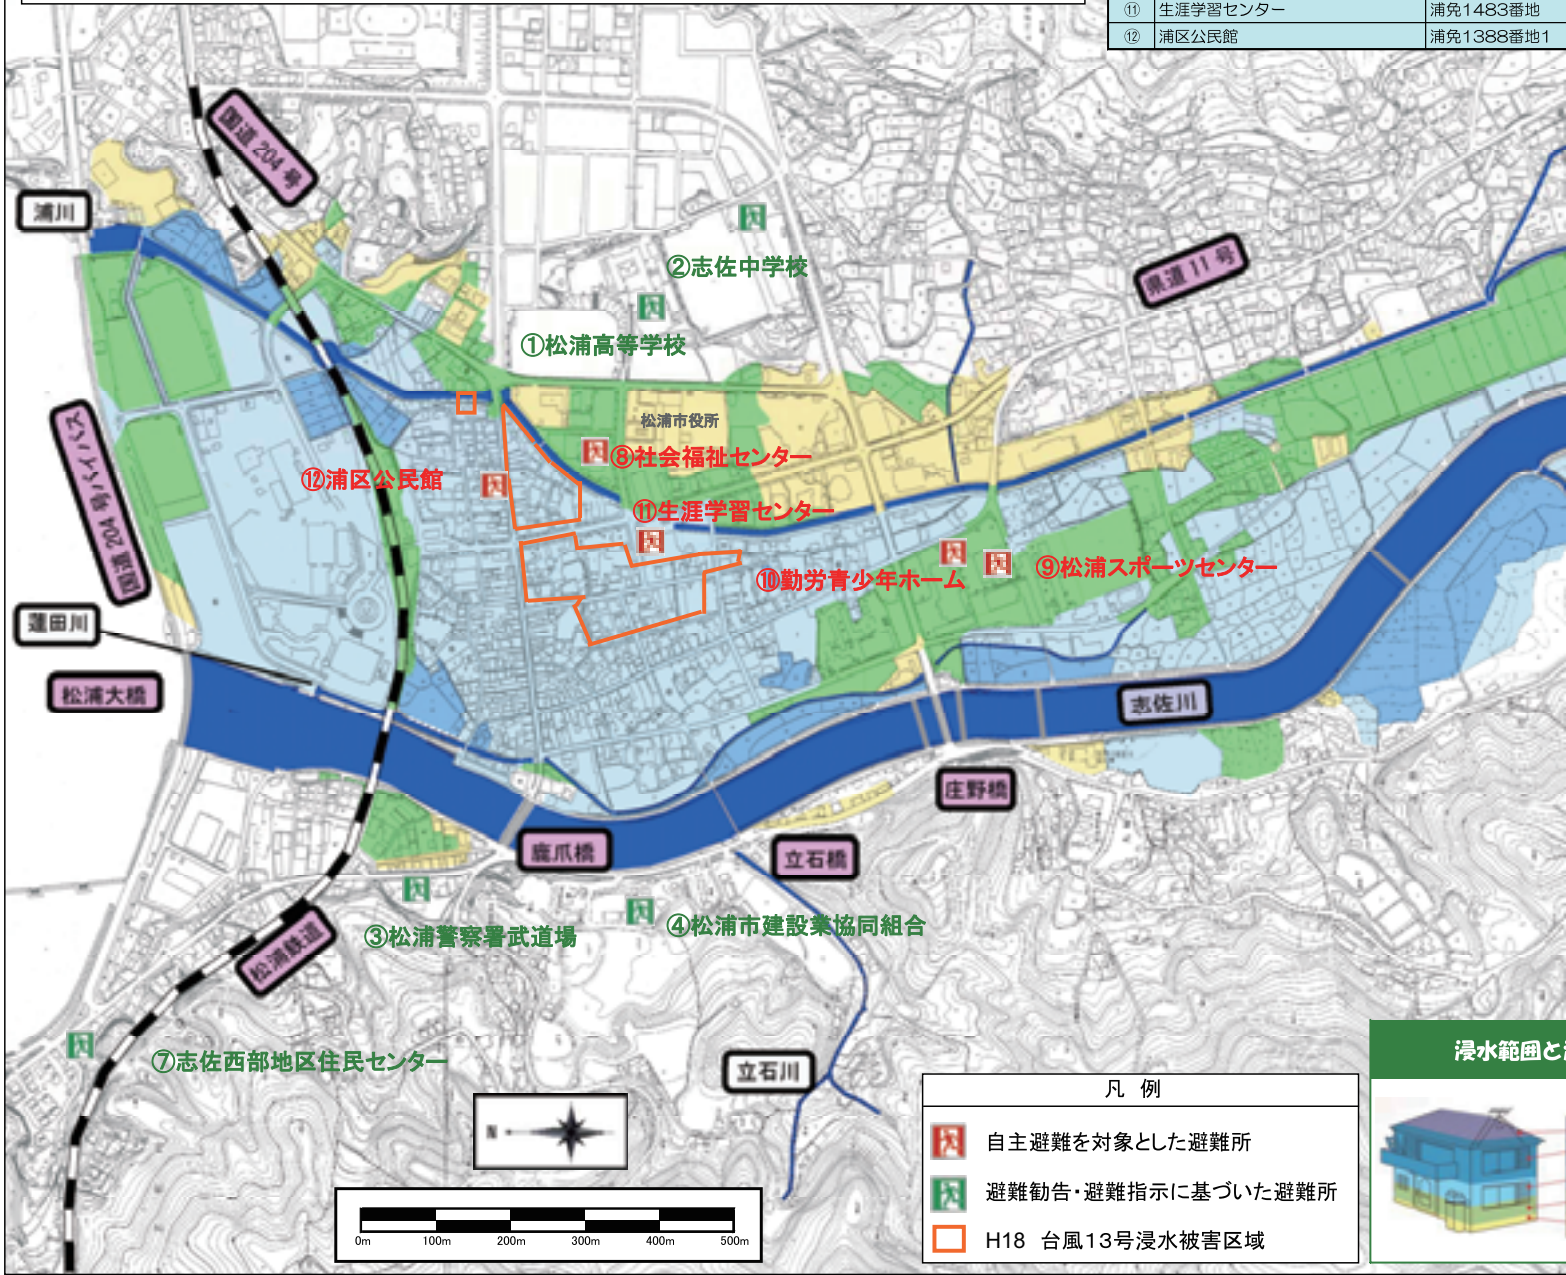 ⑪ 生涯学習センター 浦免1483番地
⑫ 浦区公民館 浦免1388番地1
国道 204 号
浦川
②志佐中学校
県道 11 号
①松浦高等学校
松浦市役所
国道 204 号バイパス
⑧社会福祉センター
⑫浦区公民館
⑪生涯学習センター
⑩勤労青少年ホーム
⑨松浦スポーツセンター
蓮田川
松浦大橋
志佐川
庄野橋
鹿爪橋
立石橋
③松浦警察署武道場
④松浦市建設業協同組合
松浦鉄道
⑦志佐西部地区住民センター
立石川
N
0m 100m 200m 300m 400m 500m
凡 例
自主避難を対象とした避難所
避難勧告・避難指示に基づいた避難所
H18 台風13号浸水被害区域
浸水範囲と